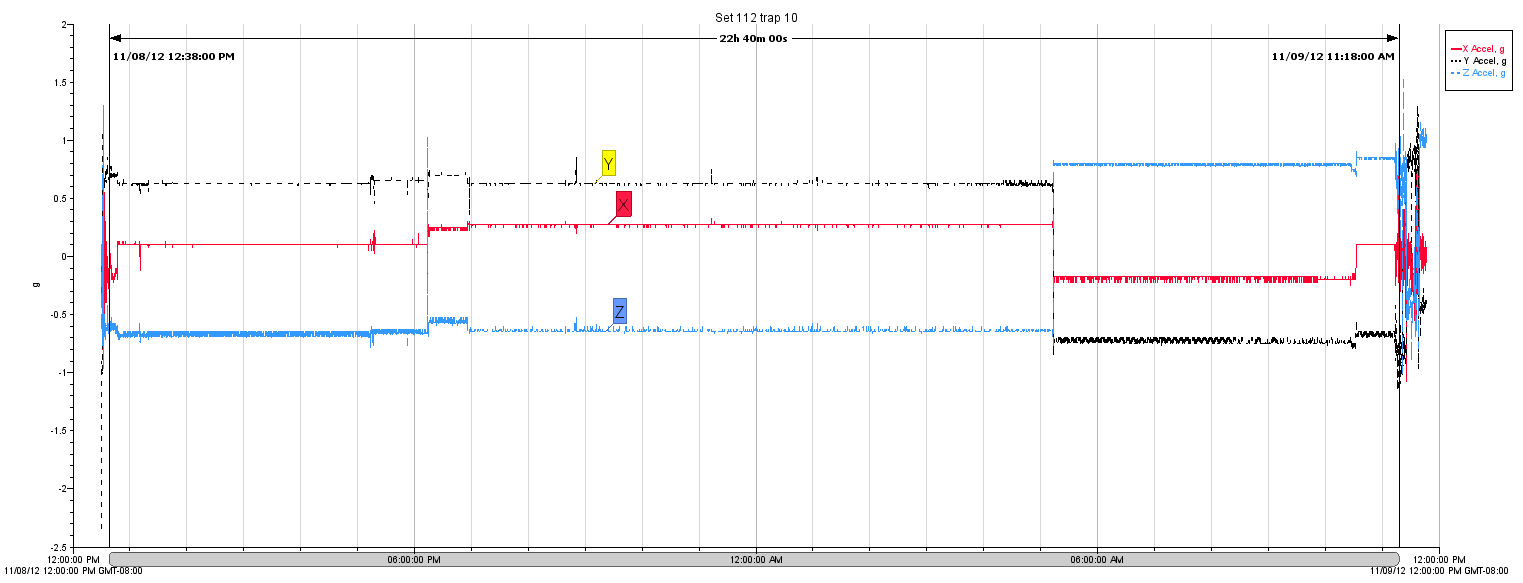 Set 112 trap 10
22h 40m 00s
11/08/12 12:38:00 PM
11/09/12 11:18:00 AM
X Accel, g
Y Accel, g
Z Accel, g
2
1.5
1
0.5
0
-0.5
-1
-1.5
-2
-2.5
g
Y
X
Z
12:00:00 PM
06:00:00 PM
12:00:00 AM
06:00:00 AM
12:00:00 PM
11/08/12 12:00:00 PM GMT-08:00
11/09/12 12:00:00 PM GMT-08:00